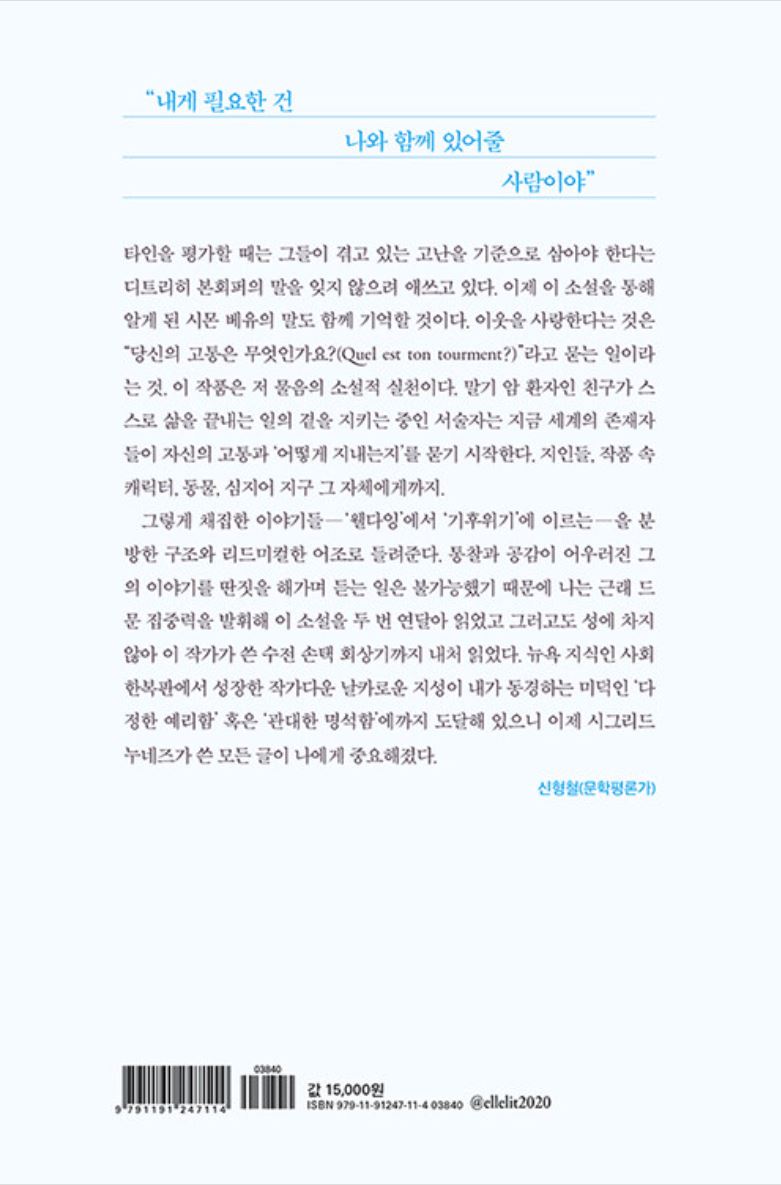 “내게 필요한 건
나와 함께 있어줄
사람이야”
타인을 평가할 때는 그들이 겪고 있는 고난을 기준으로 삼아야 한다는
디트리히 본회퍼의 말을 잊지 않으려 애쓰고 있다. 이제 이 소설을 통해
알게 된 시몬 베유의 말도 함께 기억할 것이다. 이웃을 사랑한다는 것은
“당신의 고통은 무엇인가요?(Quel est ton tourment?)”라고 묻는 일이라
는 것. 이 작품은 저 물음의 소설적 실천이다. 말기 암 환자인 친구가 스
스로 삶을 끝내는 일의 곁을 지키는 중인 서술자는 지금 세계의 존재자
들이 자신의 고통과 ‘어떻게 지내는지’를 묻기 시작한다. 지인들, 작품 속
캐릭터, 동물, 심지어 지구 그 자체에게까지.
그렇게 채집한 이야기들—‘웰다잉’에서 ‘기후위기’에 이르는—을 분
방한 구조와 리드미컬한 어조로 들려준다. 통찰과 공감이 어우러진 그
의 이야기를 딴짓을 해가며 듣는 일은 불가능했기 때문에 나는 근래 드
문 집중력을 발휘해 이 소설을 두 번 연달아 읽었고 그러고도 성에 차지
않아 이 작가가 쓴 수전 손택 회상기까지 내처 읽었다. 뉴욕 지식인 사회
한복판에서 성장한 작가다운 날카로운 지성이 내가 동경하는 미덕인 ‘다
정한 예리함’ 혹은 ‘관대한 명석함’에까지 도달해 있으니 이제 시그리드
누네즈가 쓴 모든 글이 나에게 중요해졌다.
신형철(문학평론가)
03840
9 791191 247114
값 15,000원
ISBN 979-11-91247-11-4 03840 @ellelit2020